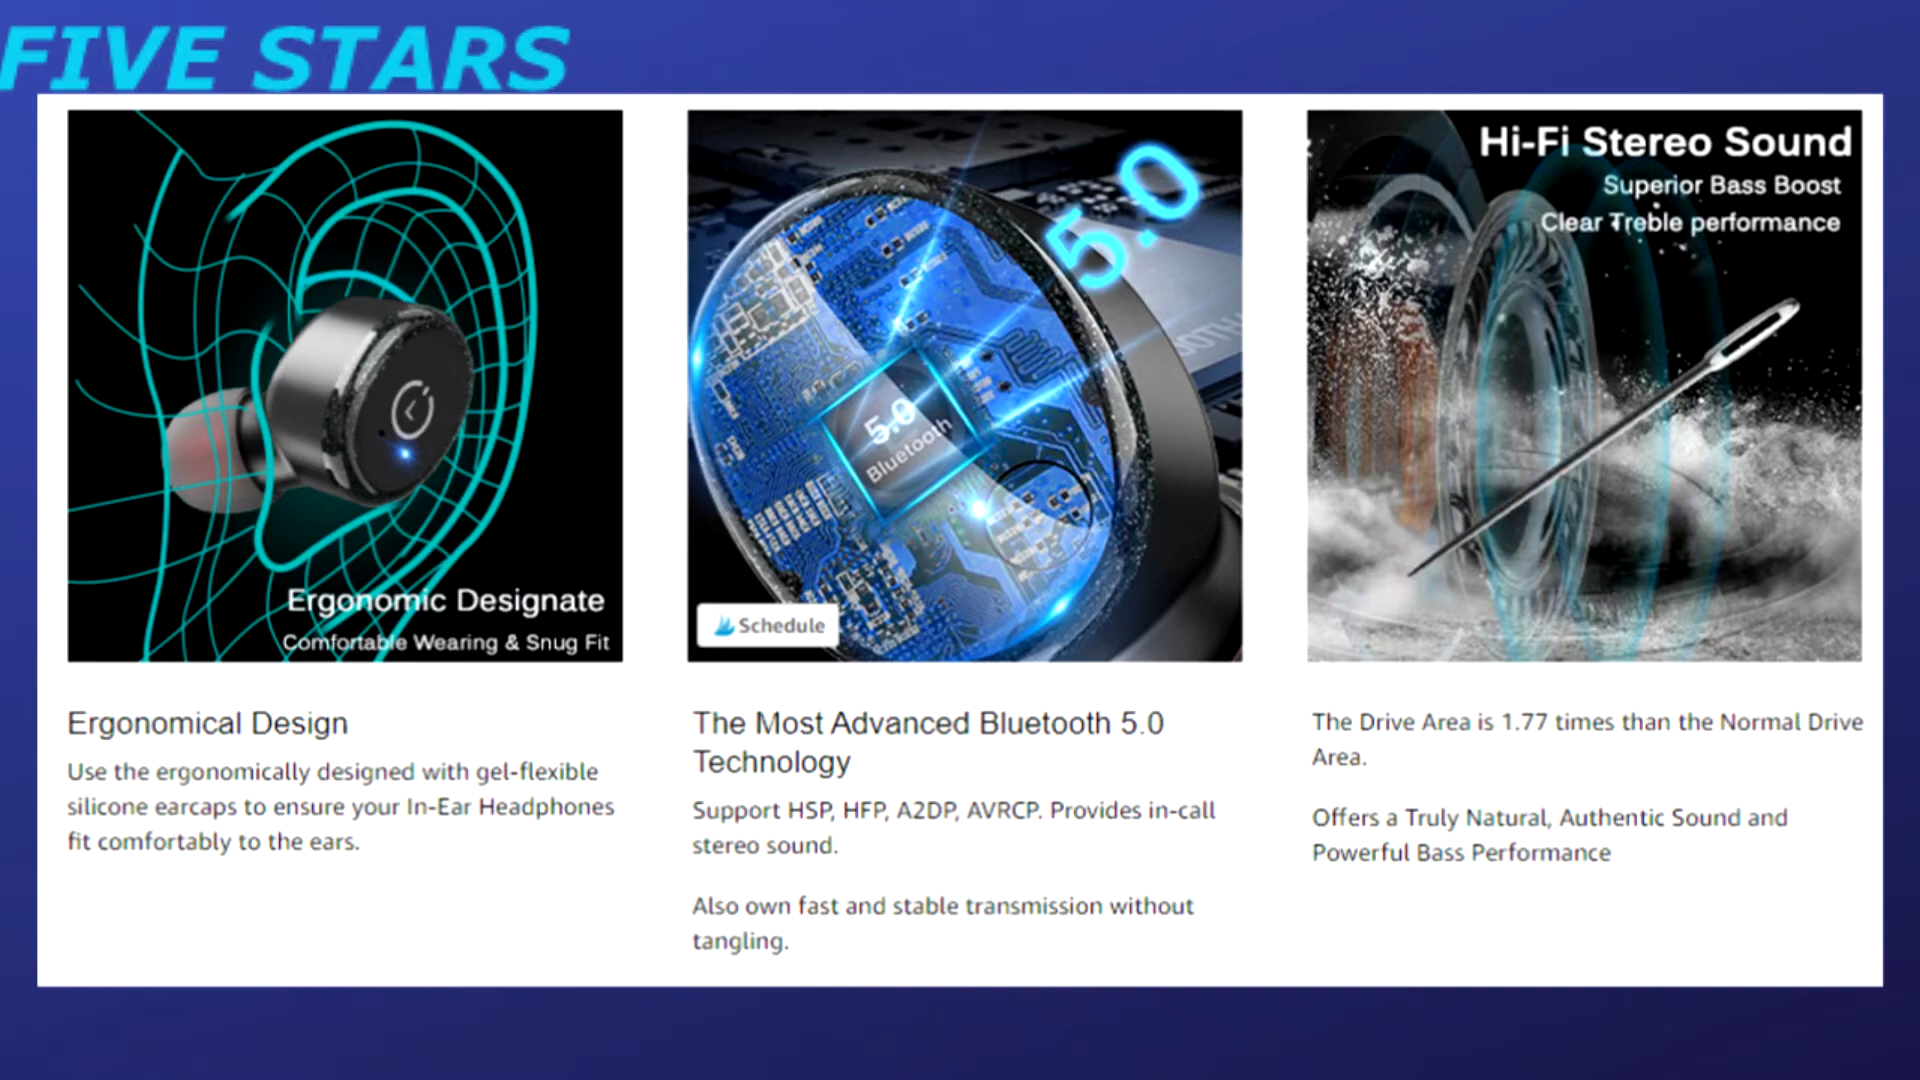 FIVE STARS
Ergonomic Designate
Comfortable Wearing & Snug Fit
Ergonomical Design
Use the ergonomically designed with gel-flexible
silicone earcaps to ensure your In-Ear Headphones
fit comfortably to the ears.
5.0
5.0
Bluetooth
Schedule
The Most Advanced Bluetooth 5.0
Technology
Support HSP, HFP, A2DP, AVRCP. Provides in-call
stereo sound.
Also own fast and stable transmission without
tangling.
Hi-Fi Stereo Sound
Superior Bass Boost
Clear Treble performance
The Drive Area is 1.77 times than the Normal Drive
Area.
Offers a Truly Natural, Authentic Sound and
Powerful Bass Performance